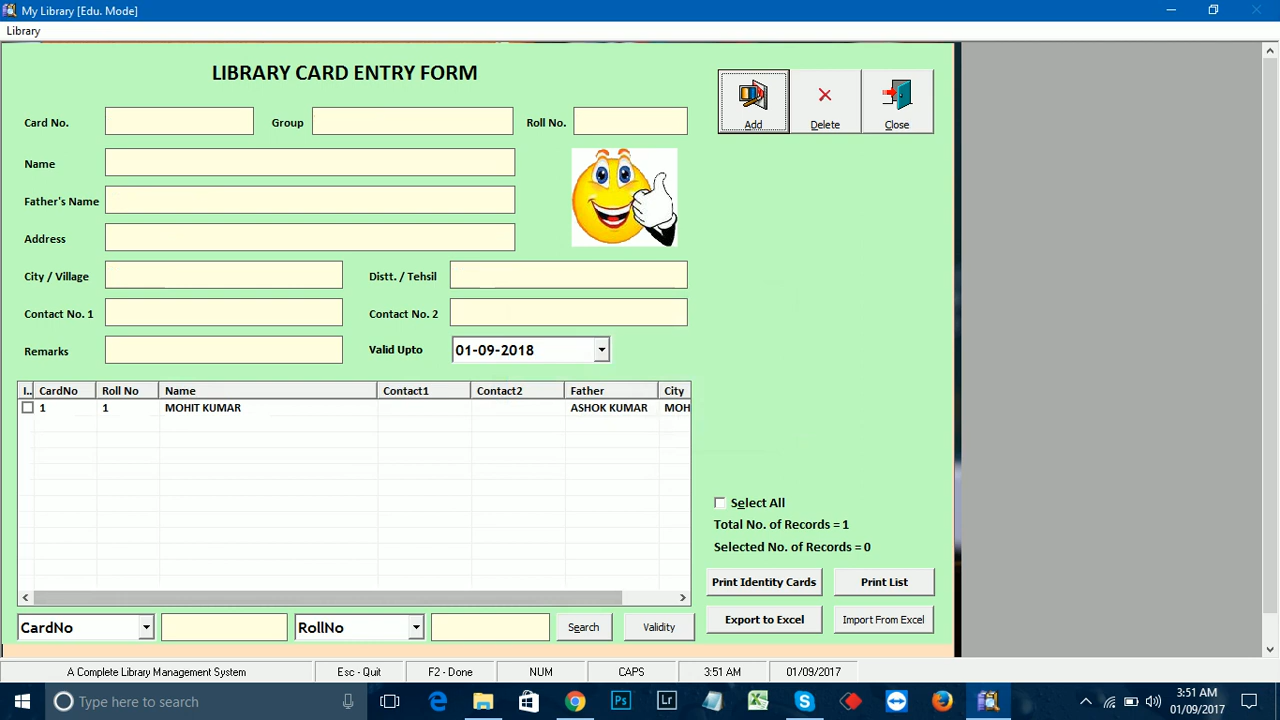 My Library [Edu. Mode]
Library
LIBRARY CARD ENTRY FORM
Add
Delete
Close
Card No.
Group
Roll No.
Name
Father's Name
Address
City / Village
Distt. / Tehsil
Contact No. 1
Contact No. 2
Remarks
Valid Upto
01-09-2018
I.. CardNo Roll No Name Contact1 Contact2 Father City
1 1 MOHIT KUMAR ASHOK KUMAR MOH
Select All
Total No. of Records = 1
Selected No. of Records = 0
Print Identity Cards
Print List
Export to Excel
Import From Excel
CardNo
RollNo
Search
Validity
A Complete Library Management System
Esc - Quit
F2 - Done
NUM
CAPS
3:51 AM
01/09/2017
Type here to search
Ps
Lr
3:51 AM
01/09/2017